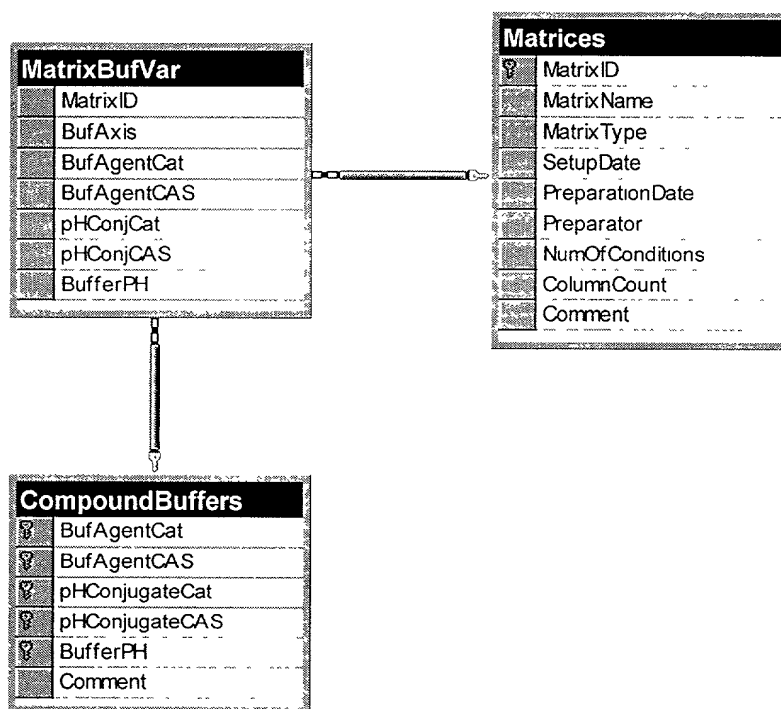 MatrixBufVar
MatrixID
BufAxis
BufAgentCat
BufAgentCAS
pHConjCat
pHConjCAS
BufferPH
Matrices
MatrixID
MatrixName
MatrixType
SetupDate
PreparationDate
Preparator
NumOfConditions
ColumnCount
Comment
CompoundBuffers
BufAgentCat
BufAgentCAS
pHConjugateCat
pHConjugateCAS
BufferPH
Comment